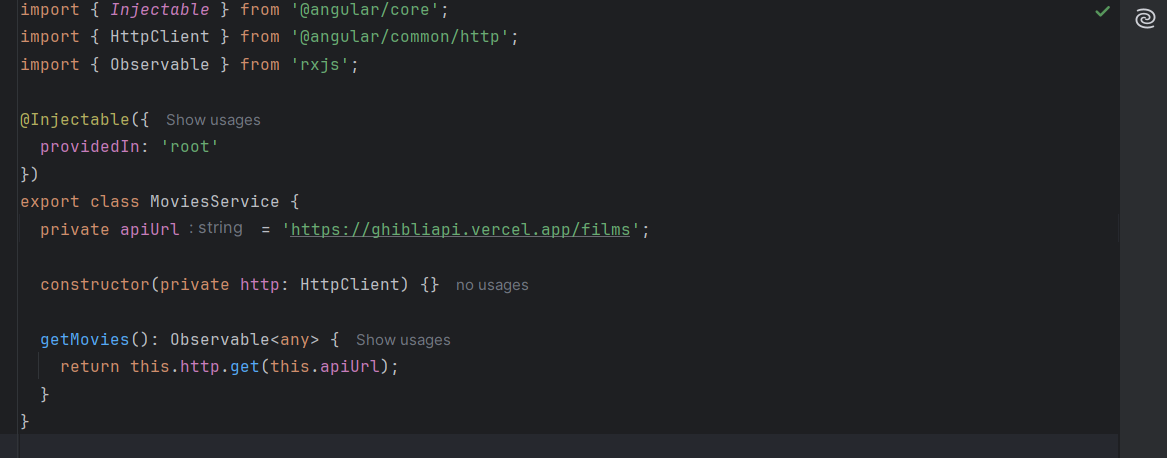 import { Injectable } from '@angular/core';
import { HttpClient } from '@angular/common/http';
import { Observable } from 'rxjs';
@Injectable({ Show usages
providedIn: 'root'
})
export class MoviesService {
private apiUrl : string = 'https://ghibliapi.vercel.app/films';
constructor(private http: HttpClient) {} no usages
getMovies(): Observable<any> { Show usages
return this.http.get(this.apiUrl);
}
}